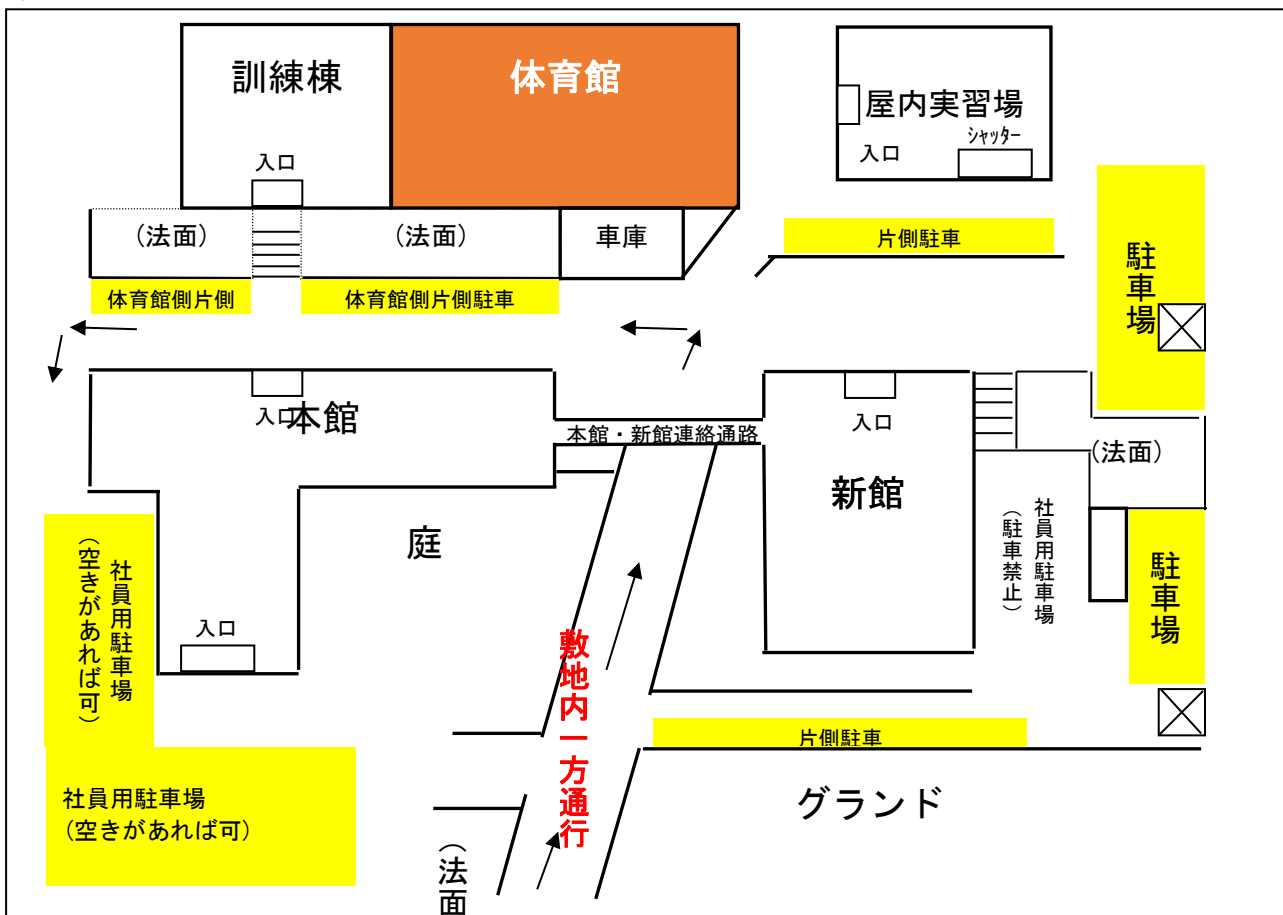 訓練棟
体育館
屋内実習場
シャッター
入口
入口
(法面)
(法面)
車庫
片側駐車
駐車場
体育館側片側
体育館側片側駐車
入口
本館
本館・新館連絡通路
入口
新館
(法面)
庭
社員用駐車場
(空きがあれば可)
入口
社員用駐車場
(駐車禁止)
駐車場
敷地内一方通行
片側駐車
社員用駐車場
(空きがあれば可)
グランド
(法面